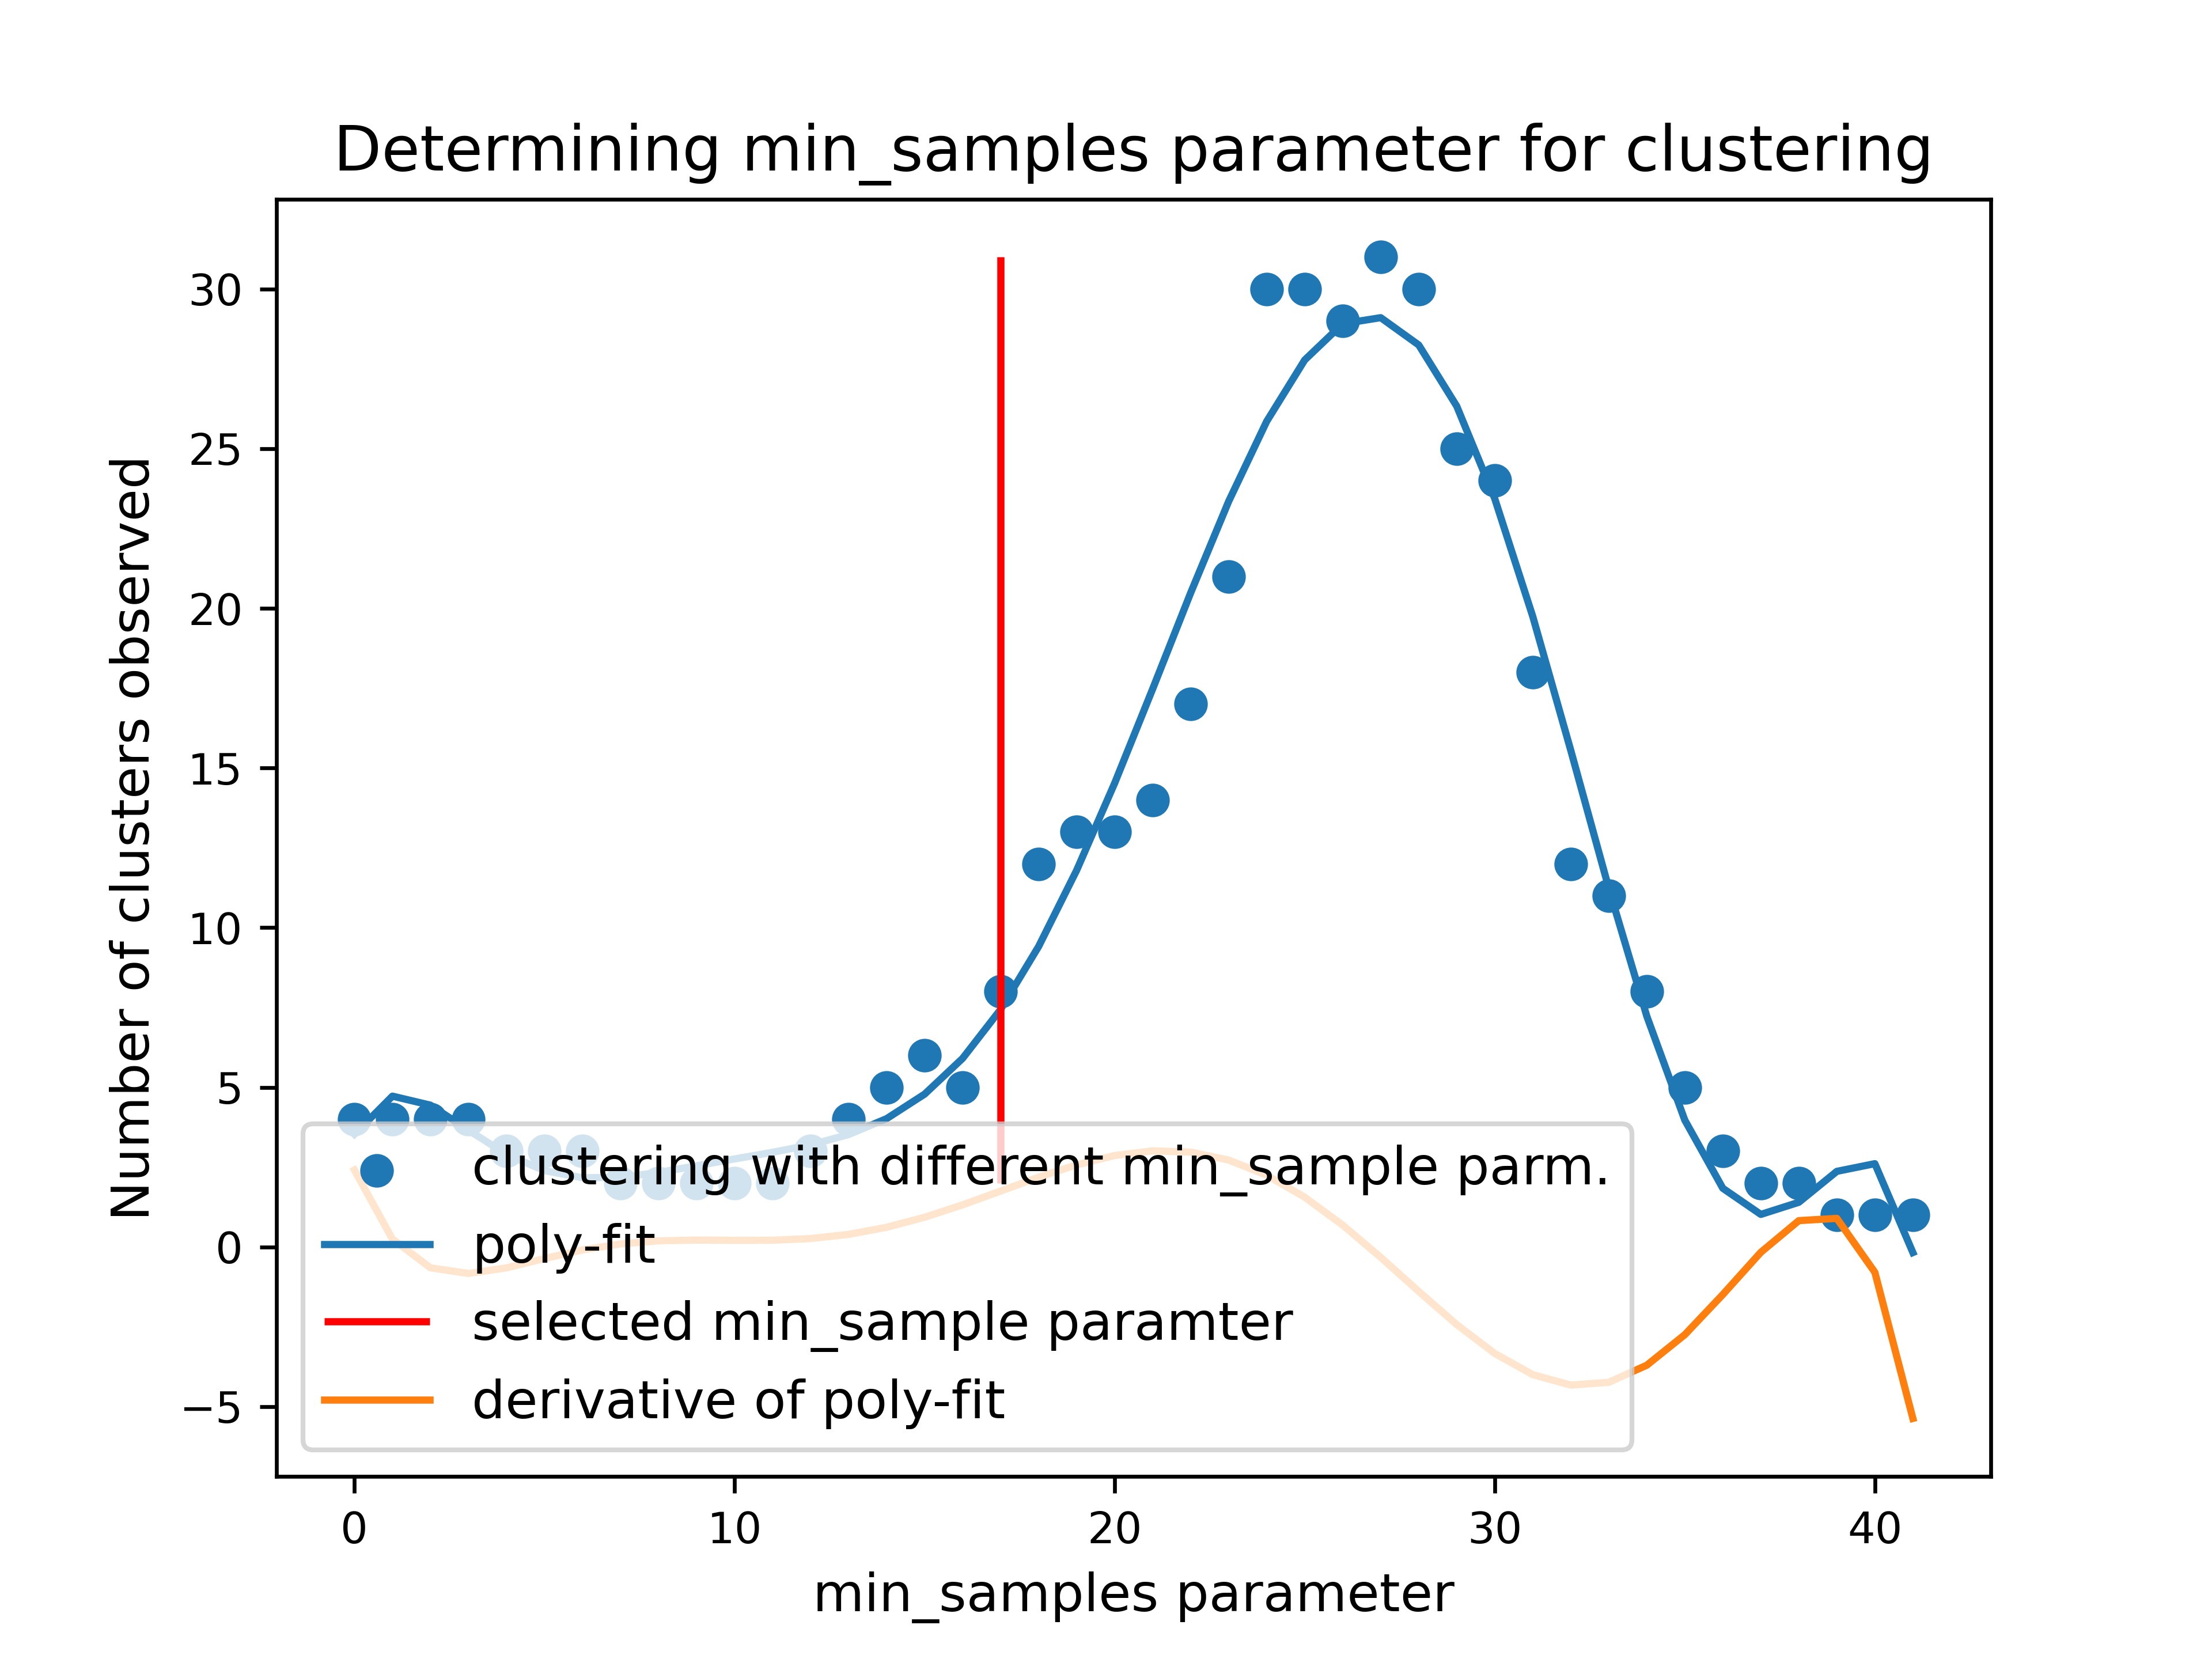 Determining min_samples parameter for clustering
Number of clusters observed
30
25
20
15
10
5
0
−5
clustering with different min_sample parm.
poly-fit
selected min_sample paramter
derivative of poly-fit
0 10 20 30 40
min_samples parameter